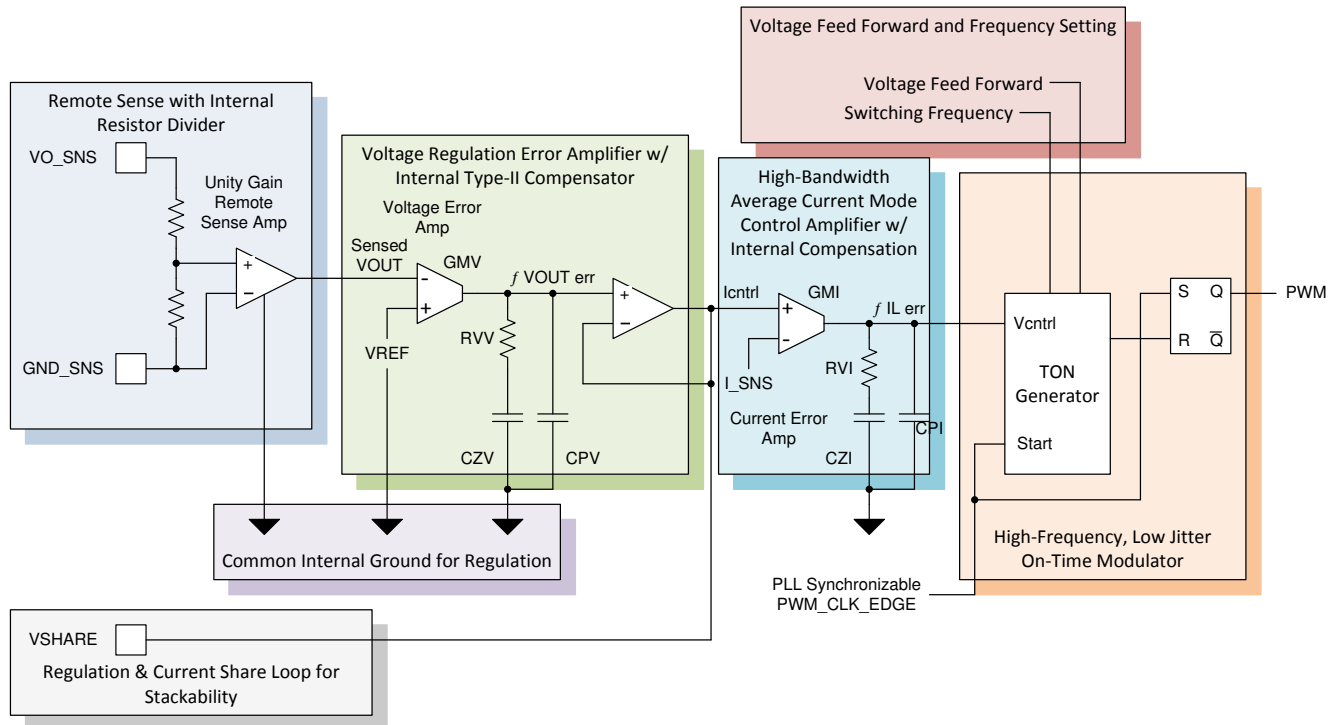 Voltage Feed Forward and Frequency Setting
Voltage Feed Forward
Switching Frequency
Remote Sense with Internal
Resistor Divider
VO_SNS
Unity Gain
Remote
Sense Amp
+
−
GND_SNS
Voltage Regulation Error Amplifier w/
Internal Type-II Compensator
Voltage Error
Amp
Sensed
VOUT
GMV
-
+
VREF
ƒ VOUT err
RVV
CZV
CPV
+
−
High-Bandwidth
Average Current Mode
Control Amplifier w/
Internal Compensation
Icntrl
GMI
+
-
I_SNS
ƒ IL err
RVI
Current Error
Amp
CPI
CZI
Vcntrl
TON
Generator
Start
S Q
R Q̅
PWM
High-Frequency, Low Jitter
On-Time Modulator
PLL Synchronizable
PWM_CLK_EDGE
Common Internal Ground for Regulation
VSHARE
Regulation & Current Share Loop for
Stackability